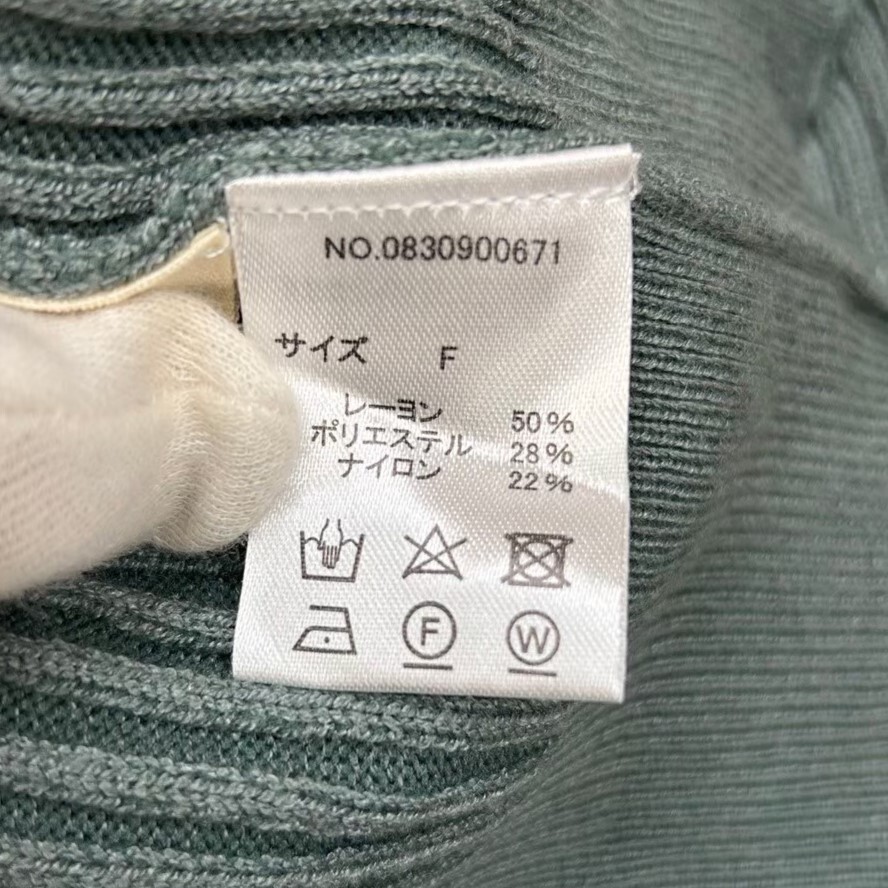 NO.0830900671
サイズ F
レーヨン 50%
ポリエステル 28%
ナイロン 22%
F W